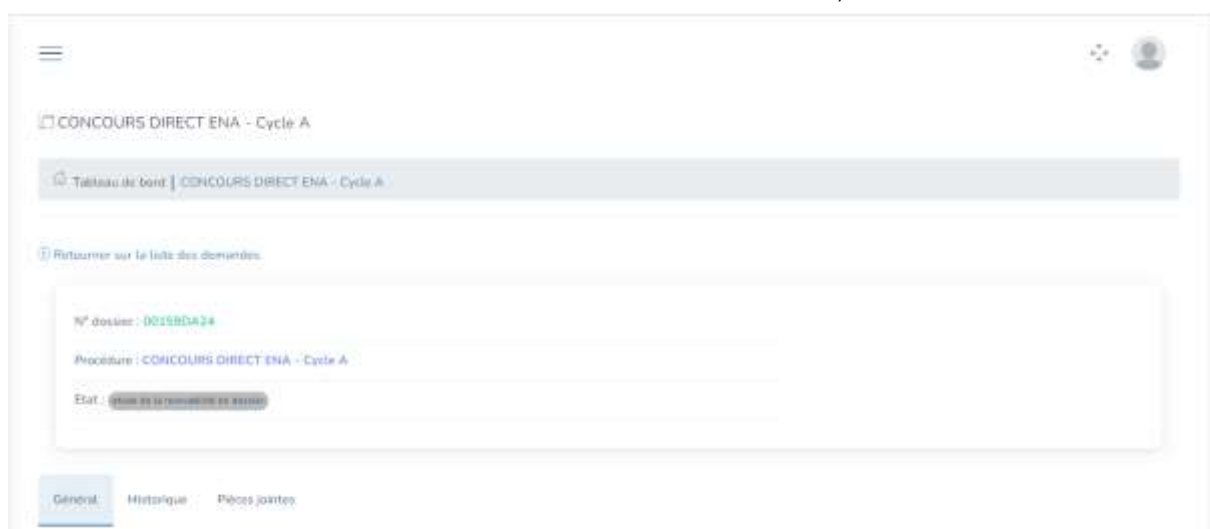 CONCOURS DIRECT ENA - Cycle A
Tableau de bord | CONCOURS DIRECT ENA - Cycle A
Retourner sur la liste des demandes
N° dossier :
Procédure : CONCOURS DIRECT ENA - Cycle A
Etat :
Général Historique Pièces jointes